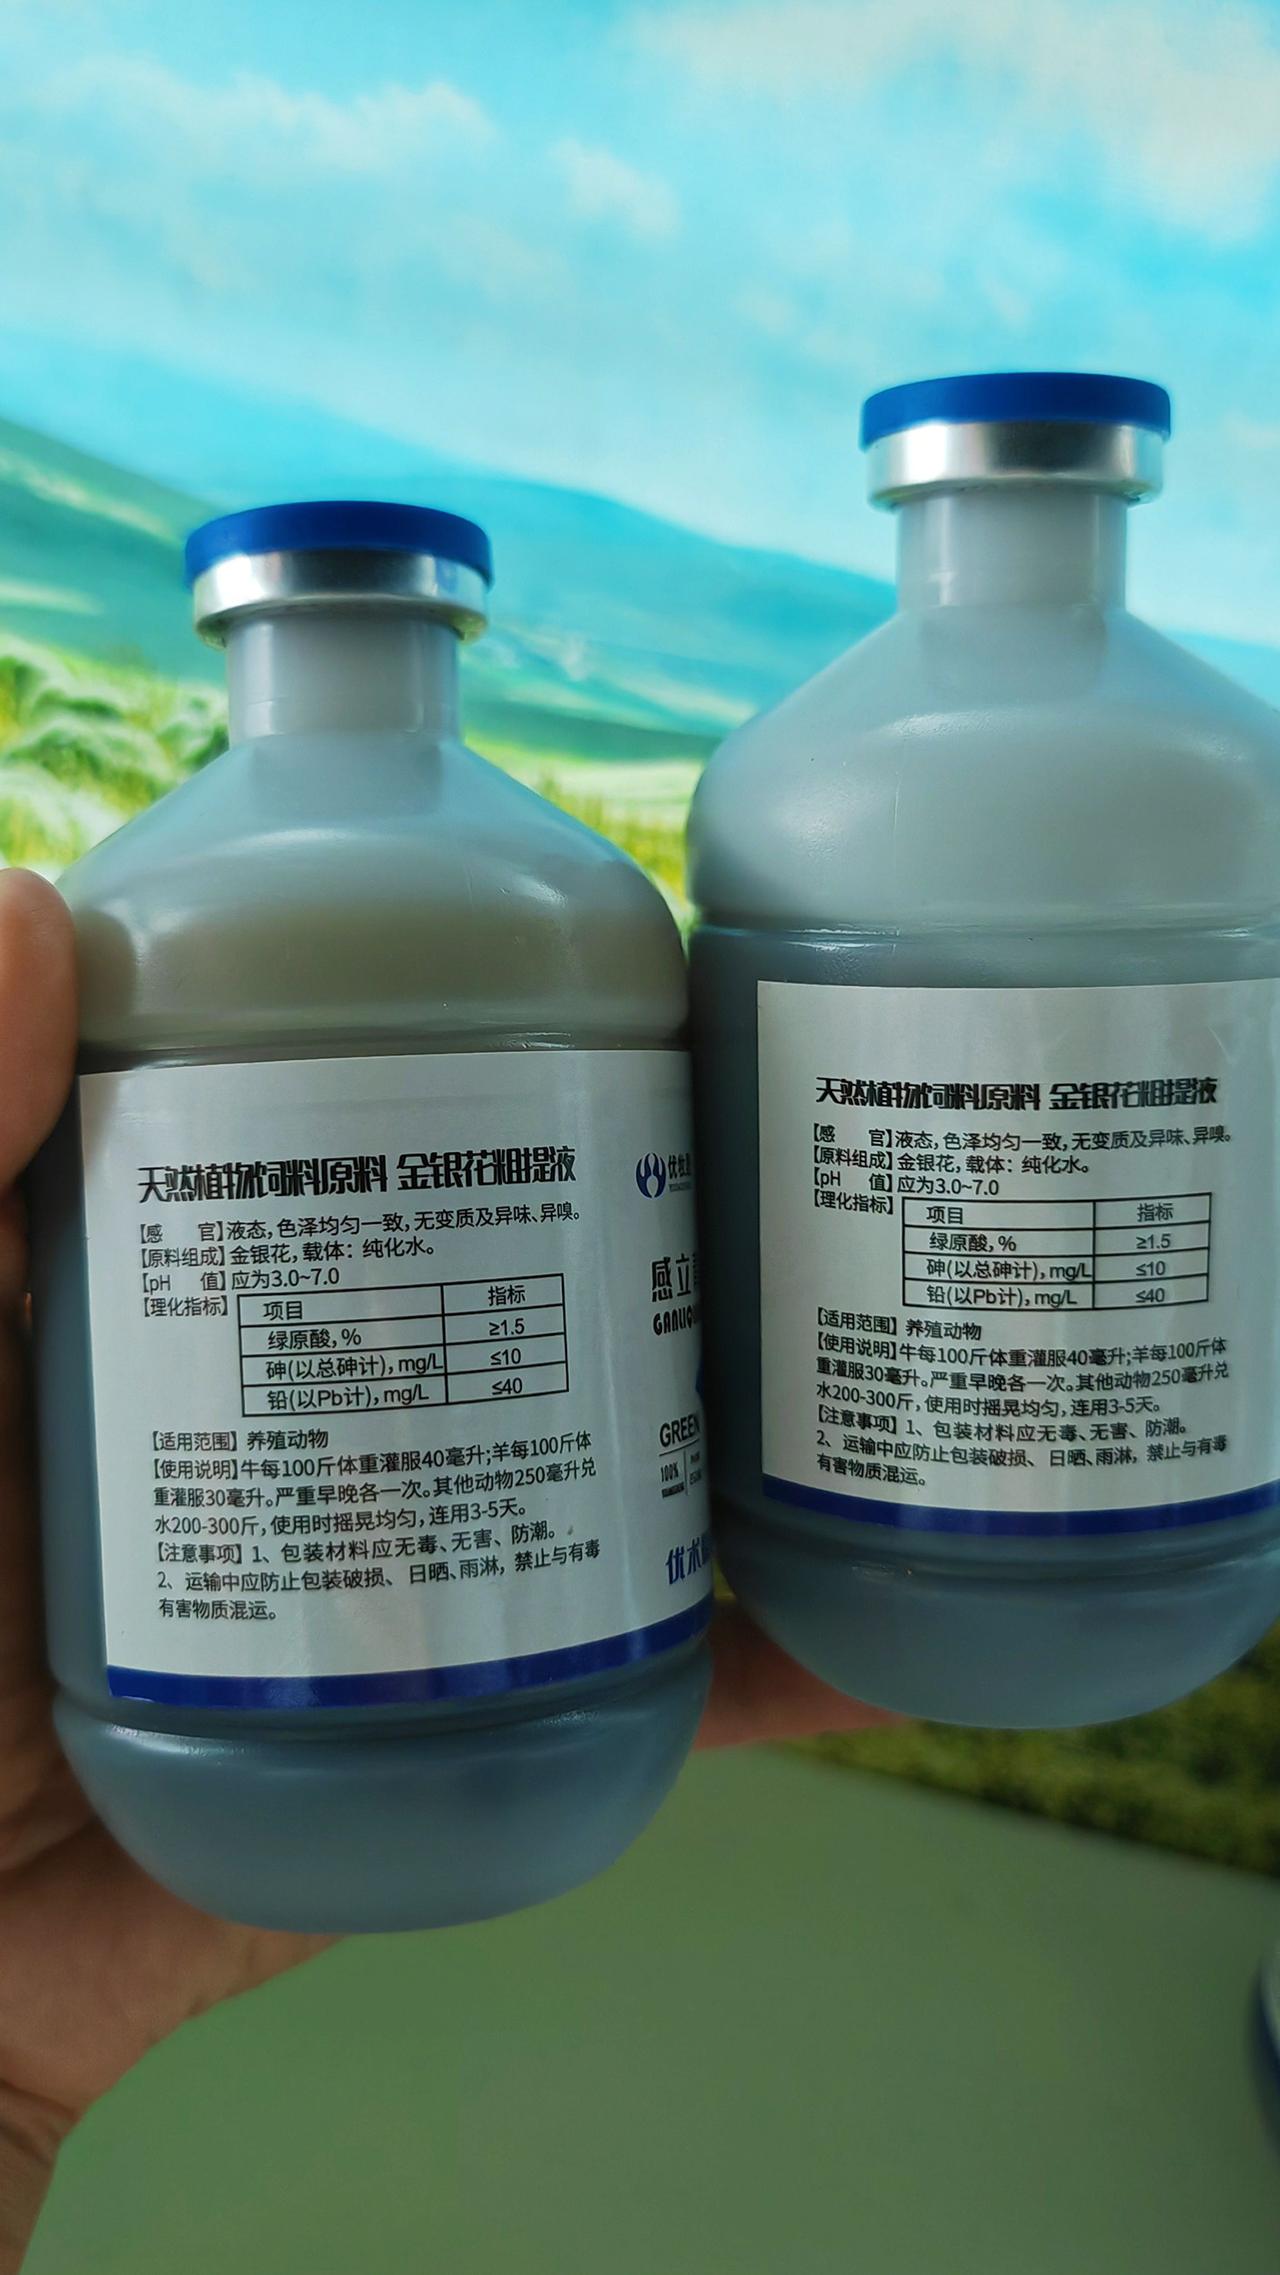 天然植物饲料原料 金银花粗提液
【感 官】液态,色泽均匀一致,无变质及异味、异嗅。
【原料组成】金银花,载体：纯化水。
【pH 值】应为3.0~7.0
【理化指标】
项目 指标
绿原酸,% ≥1.5
砷(以总砷计),mg/L ≤10
铅(以Pb计),mg/L ≤40
【适用范围】养殖动物
【使用说明】牛每100斤体重灌服40毫升;羊每100斤体
重灌服30毫升。严重早晚各一次。其他动物250毫升兑
水200-300斤,使用时摇晃均匀,连用3-5天。
【注意事项】1、包装材料应无毒、无害、防潮。
2、运输中应防止包装破损、日晒、雨淋，禁止与有毒
有害物质混运。
感立
GREEN
100%
天然植物饲料原料 金银花粗提液
【感 官】液态,色泽均匀一致,无变质及异味、异嗅。
【原料组成】金银花,载体：纯化水。
【pH 值】应为3.0~7.0
【理化指标】
项目 指标
绿原酸,% ≥1.5
砷(以总砷计),mg/L ≤10
铅(以Pb计),mg/L ≤40
【适用范围】养殖动物
【使用说明】牛每100斤体重灌服40毫升;羊每100斤体
重灌服30毫升。严重早晚各一次。其他动物250毫升兑
水200-300斤,使用时摇晃均匀,连用3-5天。
【注意事项】1、包装材料应无毒、无害、防潮。
2、运输中应防止包装破损、日晒、雨淋，禁止与有毒
有害物质混运。